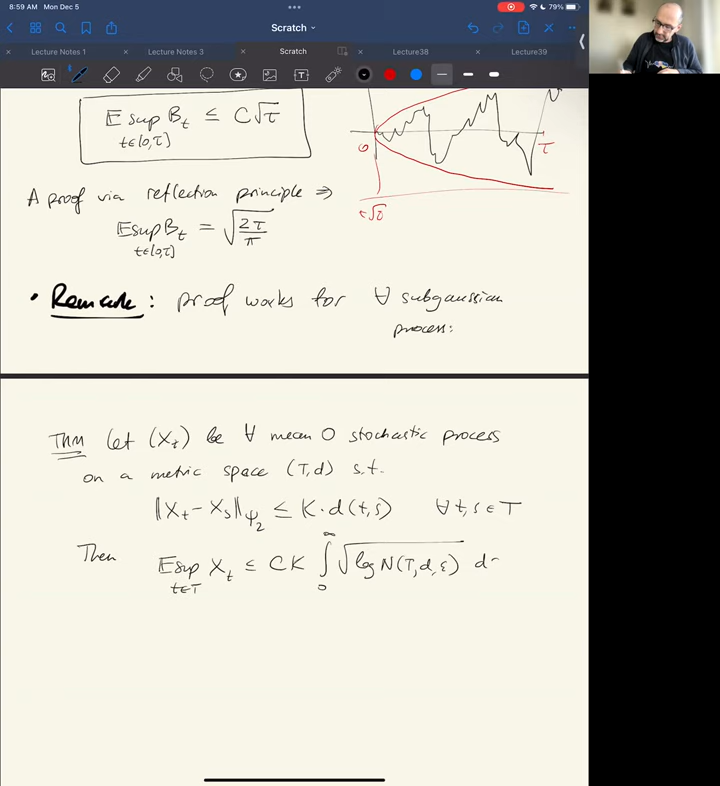 8:59 AM Mon Dec 5
79%
Scratch
Lecture Notes 1
Lecture Notes 3
Scratch
Lecture38
Lecture39
E sup B_t ≤ C√τ
t∈[0,τ]
0
τ
A proof via reflection principle ⇒
E sup B_t = √(2τ/π)
t∈[0,τ]
• Remark: proof works for ∀ subgaussian
process:
THM Let (X_t) be ∀ mean 0 stochastic process
on a metric space (T,d) s.t.
‖X_t - X_s‖_ψ₂ ≤ K·d(t,s) ∀t,s∈T
Then E sup X_t ≤ CK ∫₀^∞ √log N(T,d,ε) d
t∈T